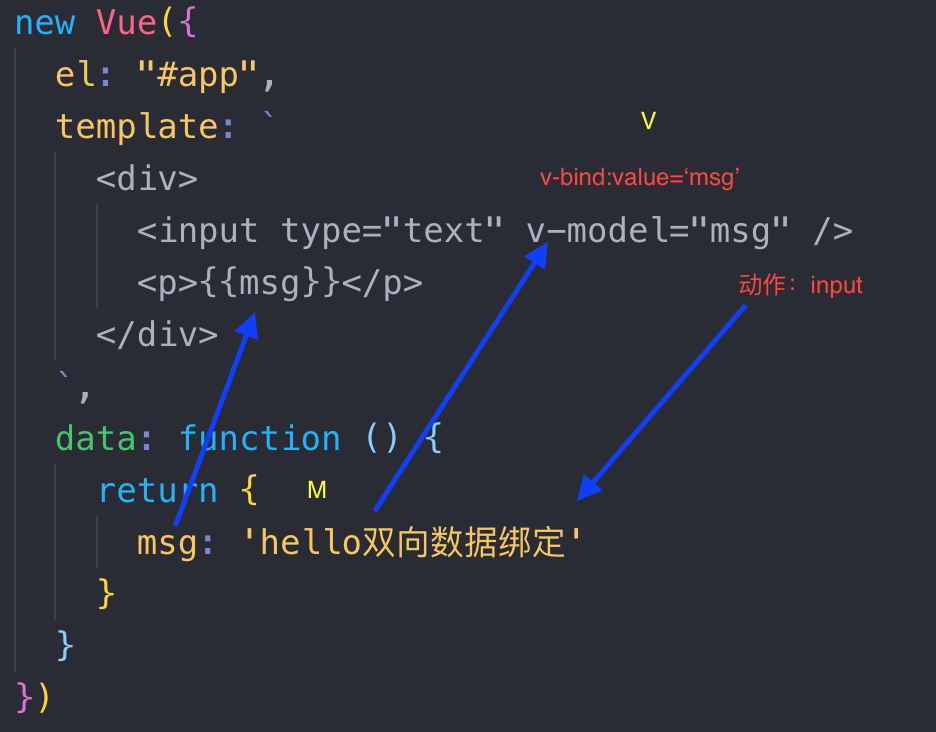 new Vue({
el: "#app",
template: `
V
<div>
v-bind:value=‘msg’
<input type="text" v-model="msg" />
<p>{{msg}}</p>
动作：input
</div>
`,
data: function () {
return {
M
msg: 'hello双向数据绑定'
}
}
})